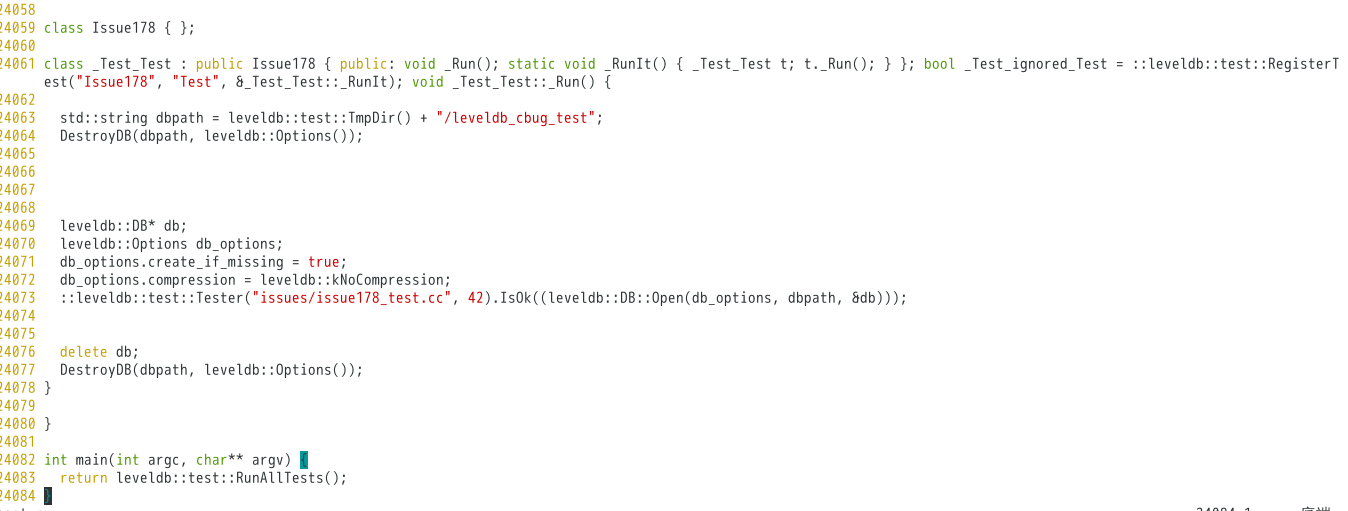 24058
24059 class Issue178 { };
24060
24061 class _Test_Test : public Issue178 { public: void _Run(); static void _RunIt() { _Test_Test t; t._Run(); } }; bool _Test_ignored_Test = ::leveldb::test::RegisterT
est("Issue178", "Test", &_Test_Test::_RunIt); void _Test_Test::_Run() {
24062
24063   std::string dbpath = leveldb::test::TmpDir() + "/leveldb_cbug_test";
24064   DestroyDB(dbpath, leveldb::Options());
24065
24066
24067
24068
24069   leveldb::DB* db;
24070   leveldb::Options db_options;
24071   db_options.create_if_missing = true;
24072   db_options.compression = leveldb::kNoCompression;
24073   ::leveldb::test::Tester("issues/issue178_test.cc", 42).IsOk((leveldb::DB::Open(db_options, dbpath, &db)));
24074
24075
24076   delete db;
24077   DestroyDB(dbpath, leveldb::Options());
24078 }
24079
24080 }
24081
24082 int main(int argc, char** argv) {
24083   return leveldb::test::RunAllTests();
24084 }